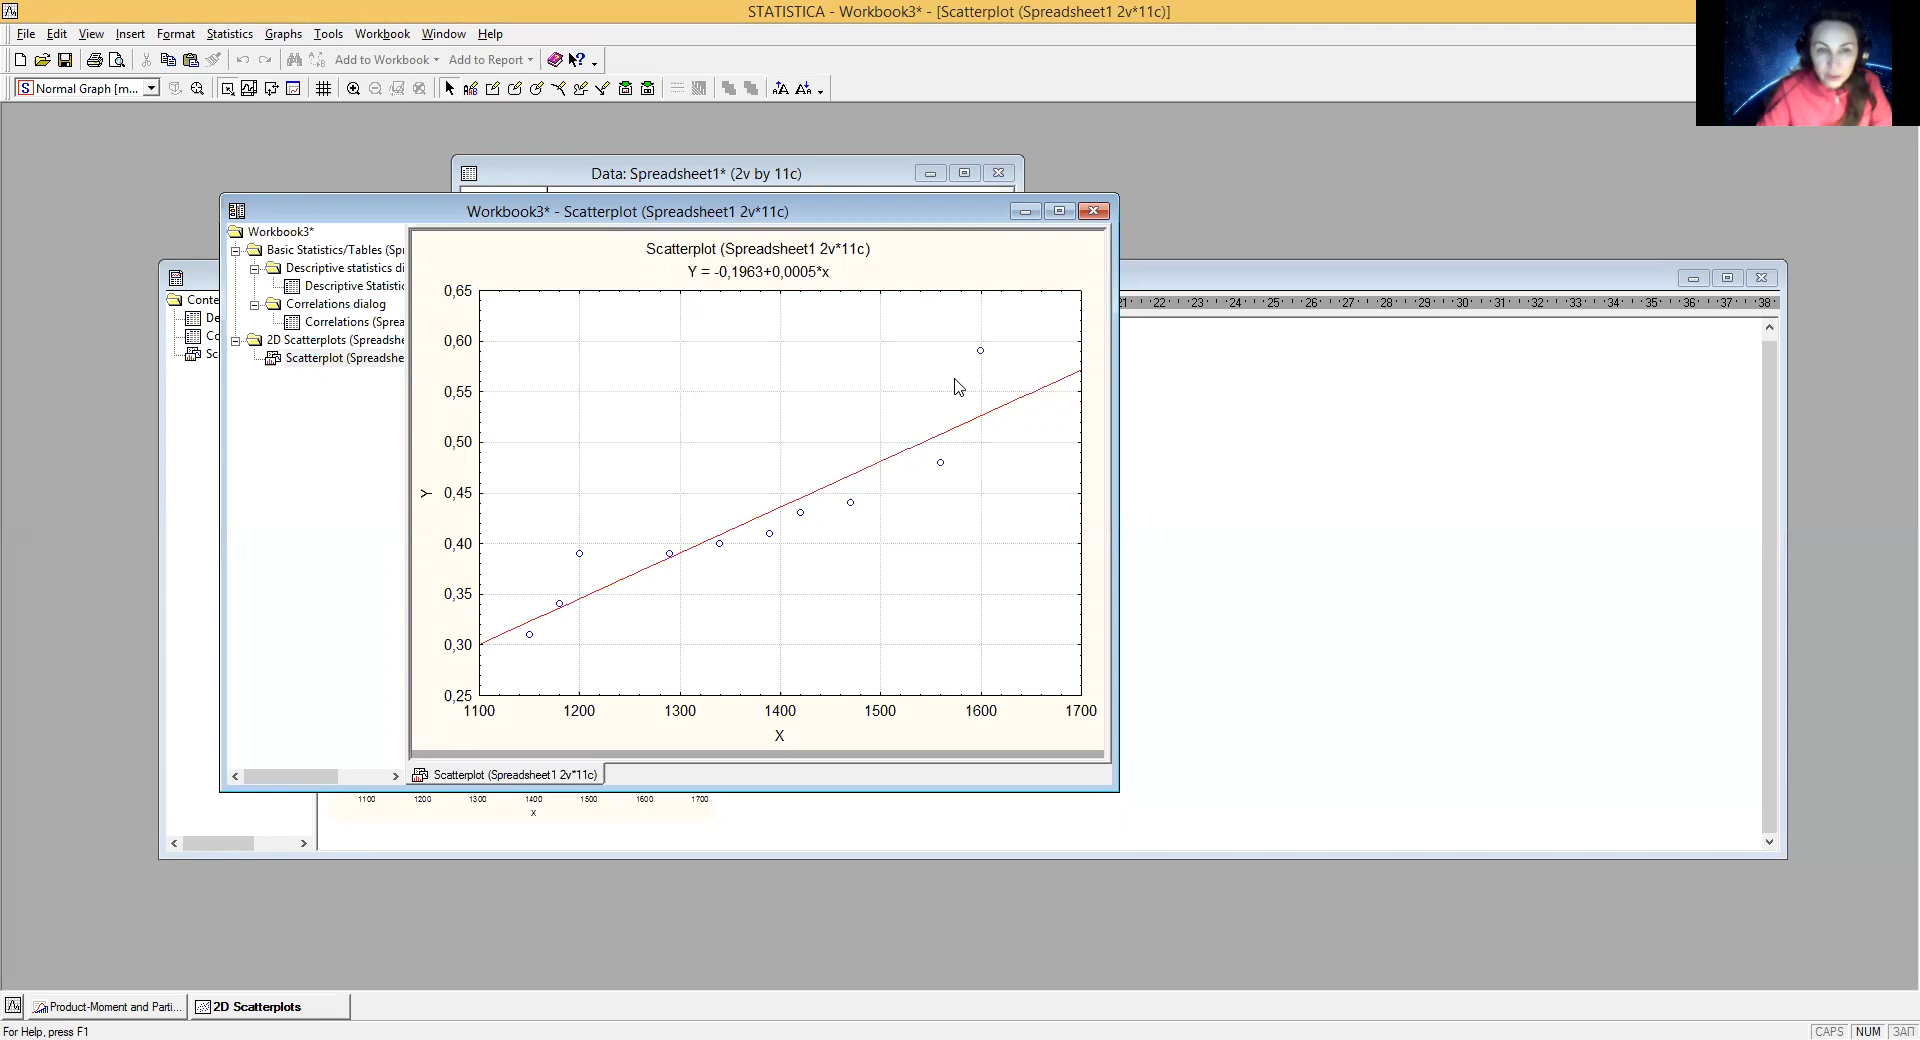 STATISTICA - Workbook3* - [Scatterplot (Spreadsheet1 2v*11c)]
File Edit View Insert Format Statistics Graphs Tools Workbook Window Help
Add to Workbook Add to Report
Normal Graph [m...
Data: Spreadsheet1* (2v by 11c)
Workbook3* - Scatterplot (Spreadsheet1 2v*11c)
Workbook3*
Basic Statistics/Tables (Spr
Descriptive statistics di
Descriptive Statistic
Correlations dialog
Correlations (Sprea
2D Scatterplots (Spreadshe
Scatterplot (Spreadshe
Conte
De
Co
Sc
Scatterplot (Spreadsheet1 2v*11c)
Y = -0,1963+0,0005*x
0,65
0,60
0,55
0,50
0,45
0,40
0,35
0,30
0,25
Y
1100 1200 1300 1400 1500 1600 1700
X
Scatterplot (Spreadsheet1 2v*11c)
21 22 23 24 25 26 27 28 29 30 31 32 33 34 35 36 37 38
1100 1200 1300 1400 1500 1600 1700
X
Product-Moment and Parti... 2D Scatterplots
For Help, press F1
CAPS NUM ЗАП